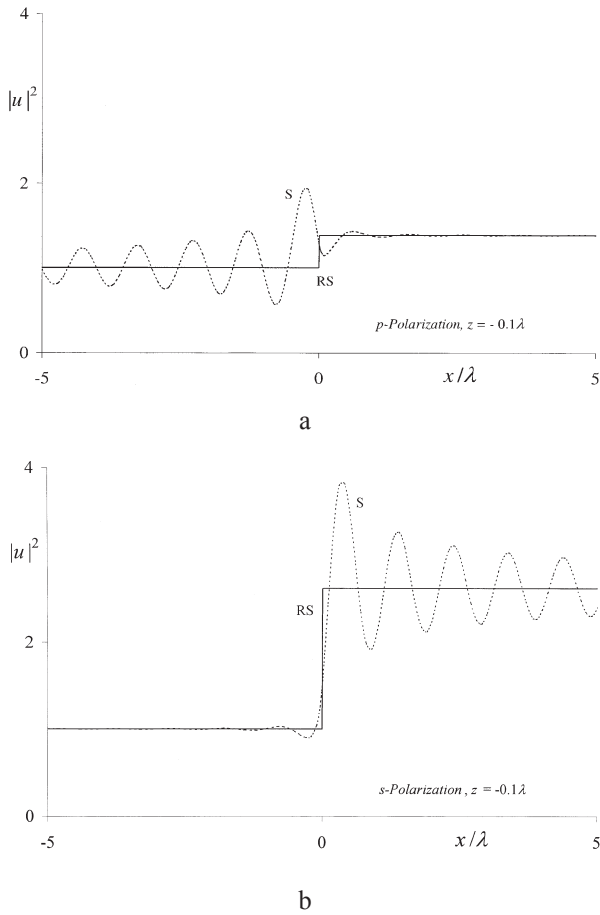 4
|u|²
2
S
RS
p-Polarization, z = - 0.1λ
0
-5
0
x/λ
5
a
4
S
|u|²
RS
2
s-Polarization , z = -0.1λ
0
-5
0
x/λ
5
b